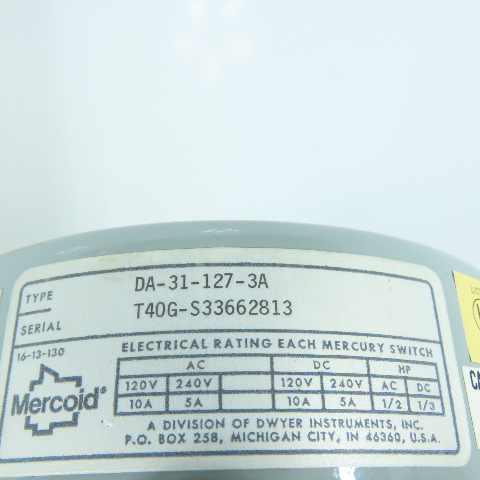 TYPE DA-31-127-3A
SERIAL T40G-S33662813
16-13-130
ELECTRICAL RATING EACH MERCURY SWITCH
AC DC HP
120V 240V 120V 240V AC DC
10A 5A 10A 5A 1/2 1/3
Mercoid®
A DIVISION OF DWYER INSTRUMENTS, INC.
P.O. BOX 258, MICHIGAN CITY, IN 46360, U.S.A.